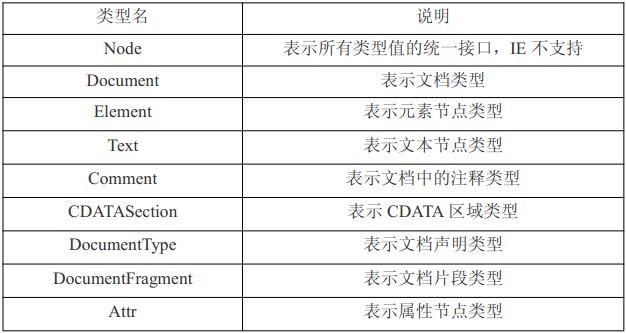 类型名 说明
Node 表示所有类型值的统一接口，IE 不支持
Document 表示文档类型
Element 表示元素节点类型
Text 表示文本节点类型
Comment 表示文档中的注释类型
CDATASection 表示 CDATA 区域类型
DocumentType 表示文档声明类型
DocumentFragment 表示文档片段类型
Attr 表示属性节点类型